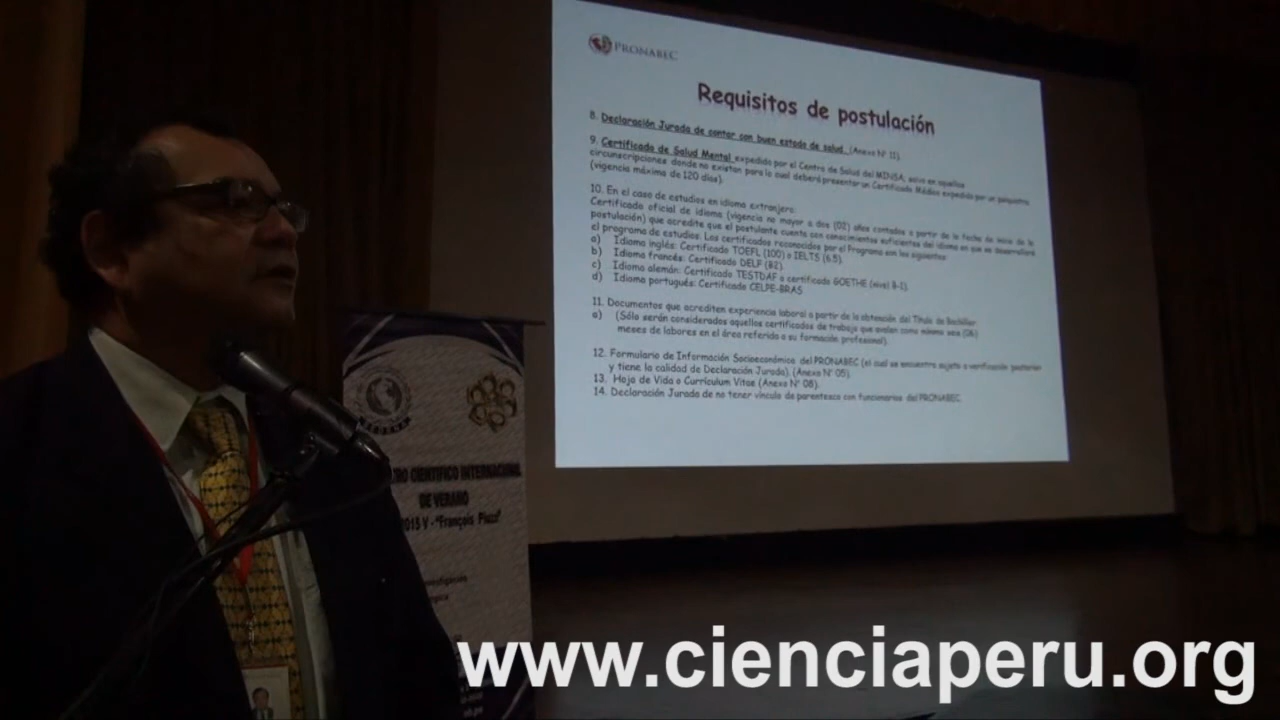 PRONABEC
Requisitos de postulación
8. Declaración Jurada de contar con buen estado de salud. (Anexo N° 11).
9. Certificado de Salud Mental expedido por el Centro de Salud del MINSA, salvo en aquellas
circunscripciones donde no existan para lo cual deberá presentar un Certificado Médico expedido por un psiquiatra
(vigencia máxima de 120 días).
10. En el caso de estudios en idioma extranjero:
Certificado oficial de idioma (vigencia no mayor a dos (02) años contados a partir de la fecha de inicio de la
postulación) que acredite que el postulante cuenta con conocimientos suficientes del idioma en que se desarrollará
el programa de estudios. Los certificados reconocidos por el Programa son los siguientes:
a) Idioma inglés: Certificado TOEFL (100) o IELTS (6.5).
b) Idioma francés: Certificado DELF (B2).
c) Idioma alemán: Certificado TESTDAF o certificado GOETHE (nivel B-1).
d) Idioma portugués: Certificado CELPE-BRAS
11. Documentos que acrediten experiencia laboral a partir de la obtención del Título de Bachiller.
a) (Sólo serán considerados aquellos certificados de trabajo que avalen como mínimo seis (06)
meses de labores en el área referida a su formación profesional).
12. Formulario de Información Socioeconómica del PRONABEC (el cual se encuentra sujeto a verificación posterior
y tiene la calidad de Declaración Jurada). (Anexo N° 05).
13. Hoja de Vida o Currículum Vitae (Anexo N° 08).
14. Declaración Jurada de no tener vínculo de parentesco con funcionarios del PRONABEC.
CIENTIFICO INTERNACIONAL
DE VERANO
2015 V - "François Piuzzi"
www.cienciaperu.org